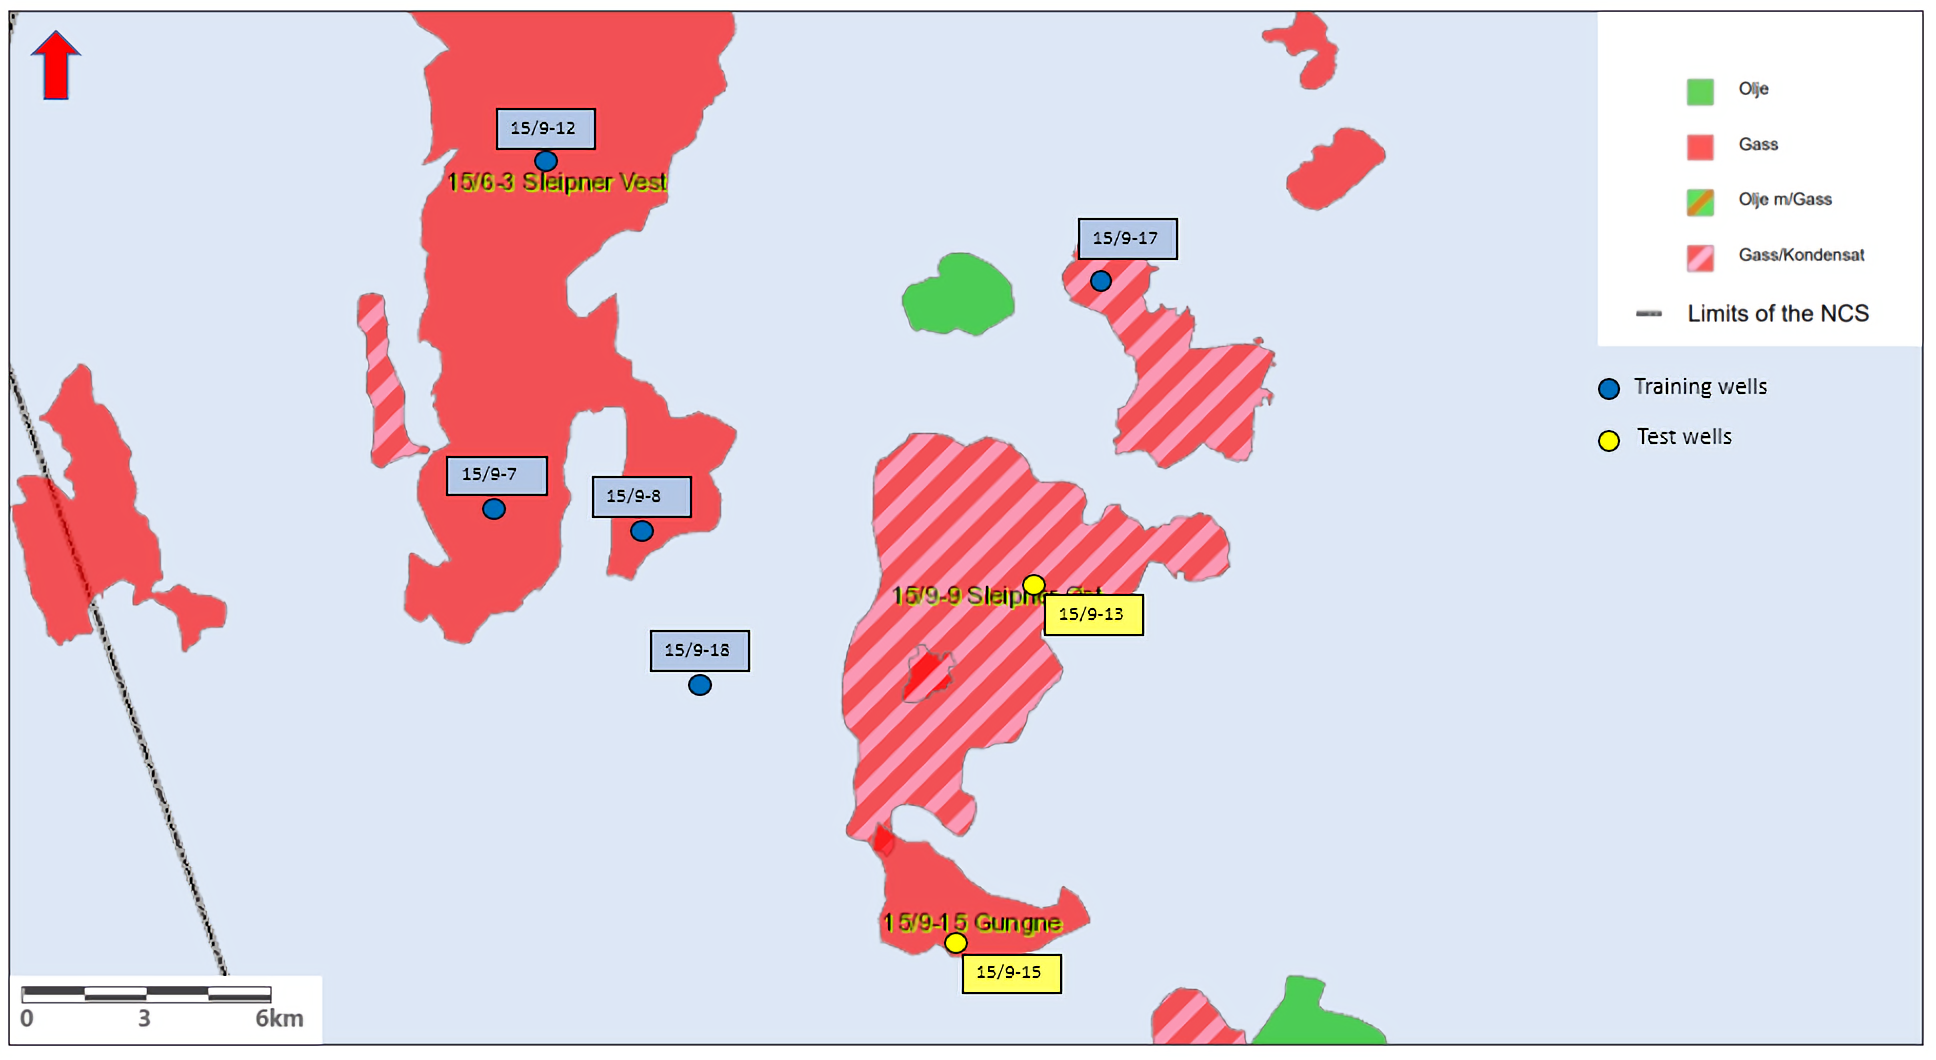 Olje
15/9-12
Gass
15/6-3 Sleipner Vest
Olje m/Gass
15/9-17
Gass/Kondensat
Limits of the NCS
Training wells
Test wells
15/9-7
15/9-8
15/9-9 Sleipner Øst
15/9-13
15/9-18
15/9-15 Gungne
15/9-15
0 3 6km